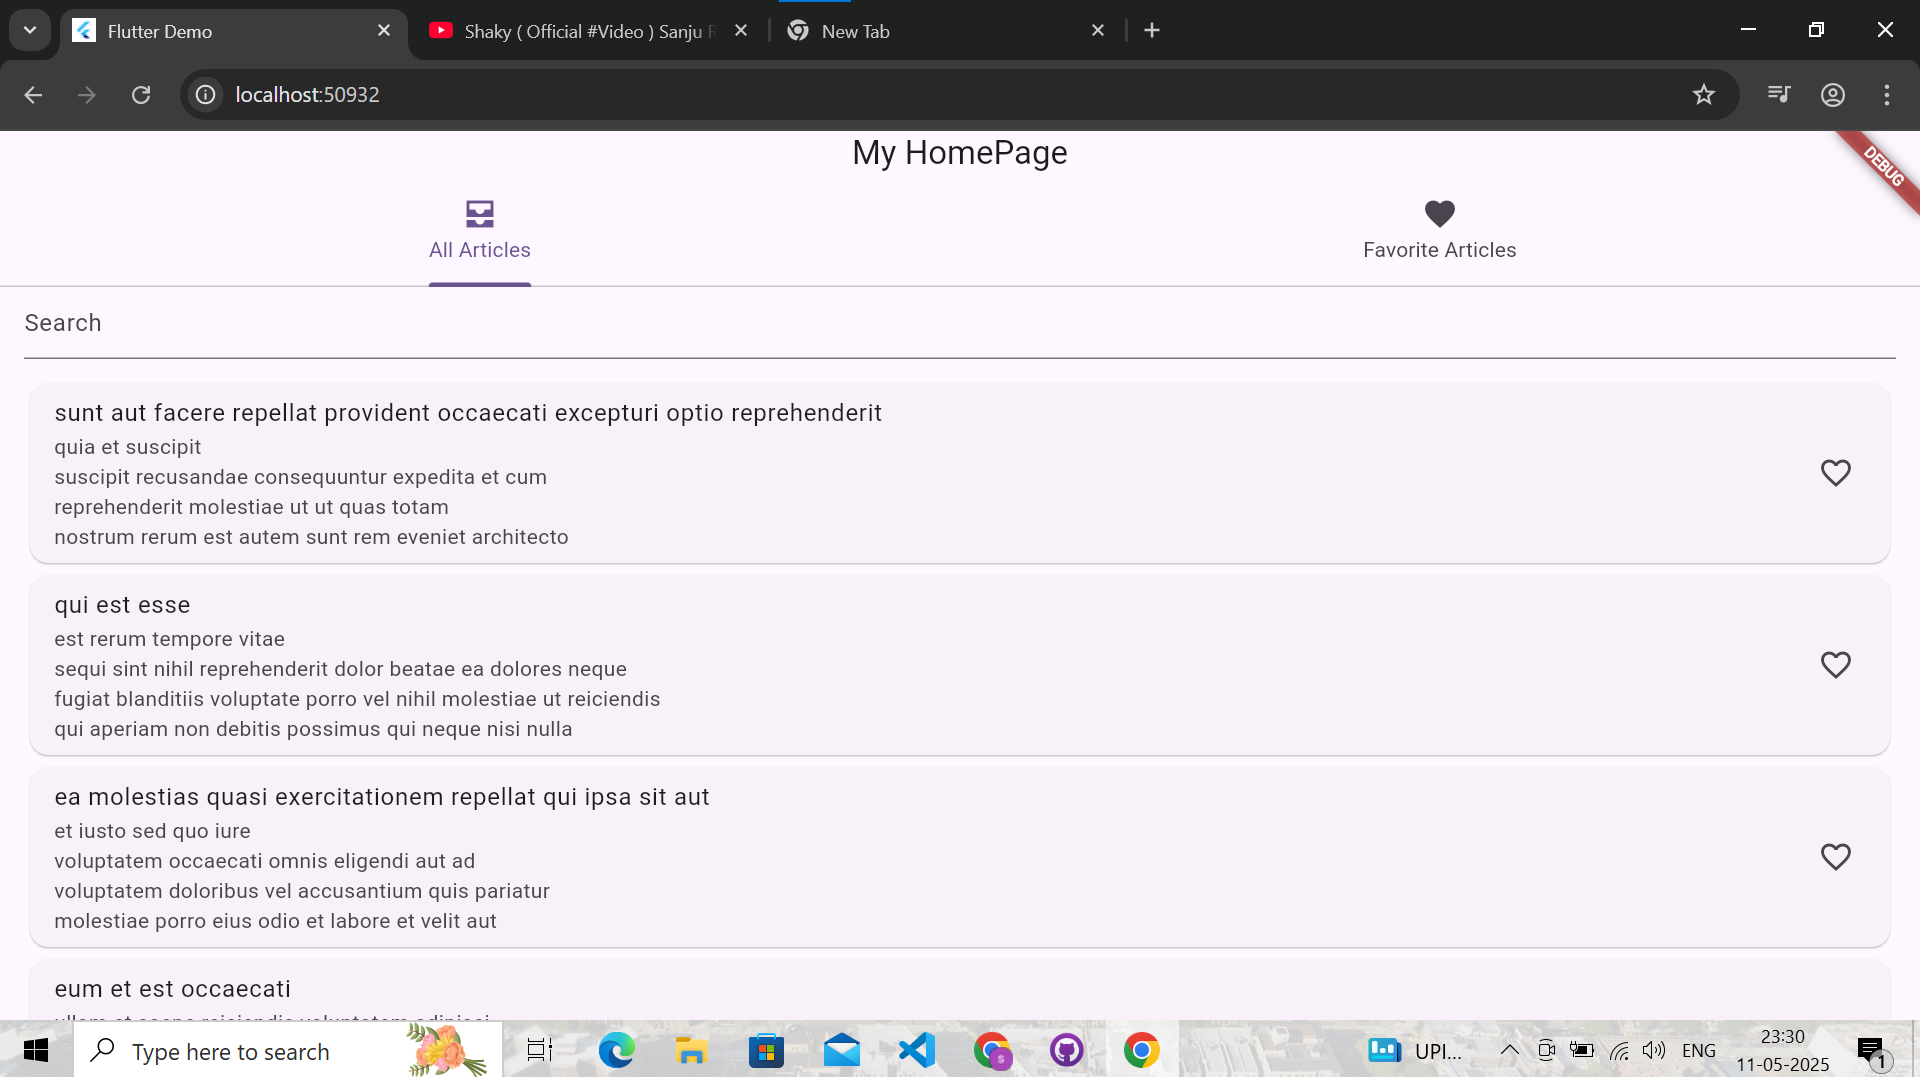 Flutter Demo
Shaky ( Official #Video ) Sanju
New Tab
localhost:50932
My HomePage
DEBUG
All Articles
Favorite Articles
Search
sunt aut facere repellat provident occaecati excepturi optio reprehenderit
quia et suscipit
suscipit recusandae consequuntur expedita et cum
reprehenderit molestiae ut ut quas totam
nostrum rerum est autem sunt rem eveniet architecto
qui est esse
est rerum tempore vitae
sequi sint nihil reprehenderit dolor beatae ea dolores neque
fugiat blanditiis voluptate porro vel nihil molestiae ut reiciendis
qui aperiam non debitis possimus qui neque nisi nulla
ea molestias quasi exercitationem repellat qui ipsa sit aut
et iusto sed quo iure
voluptatem occaecati omnis eligendi aut ad
voluptatem doloribus vel accusantium quis pariatur
molestiae porro eius odio et labore et velit aut
eum et est occaecati
Type here to search
UPI...
ENG
23:30
11-05-2025
1